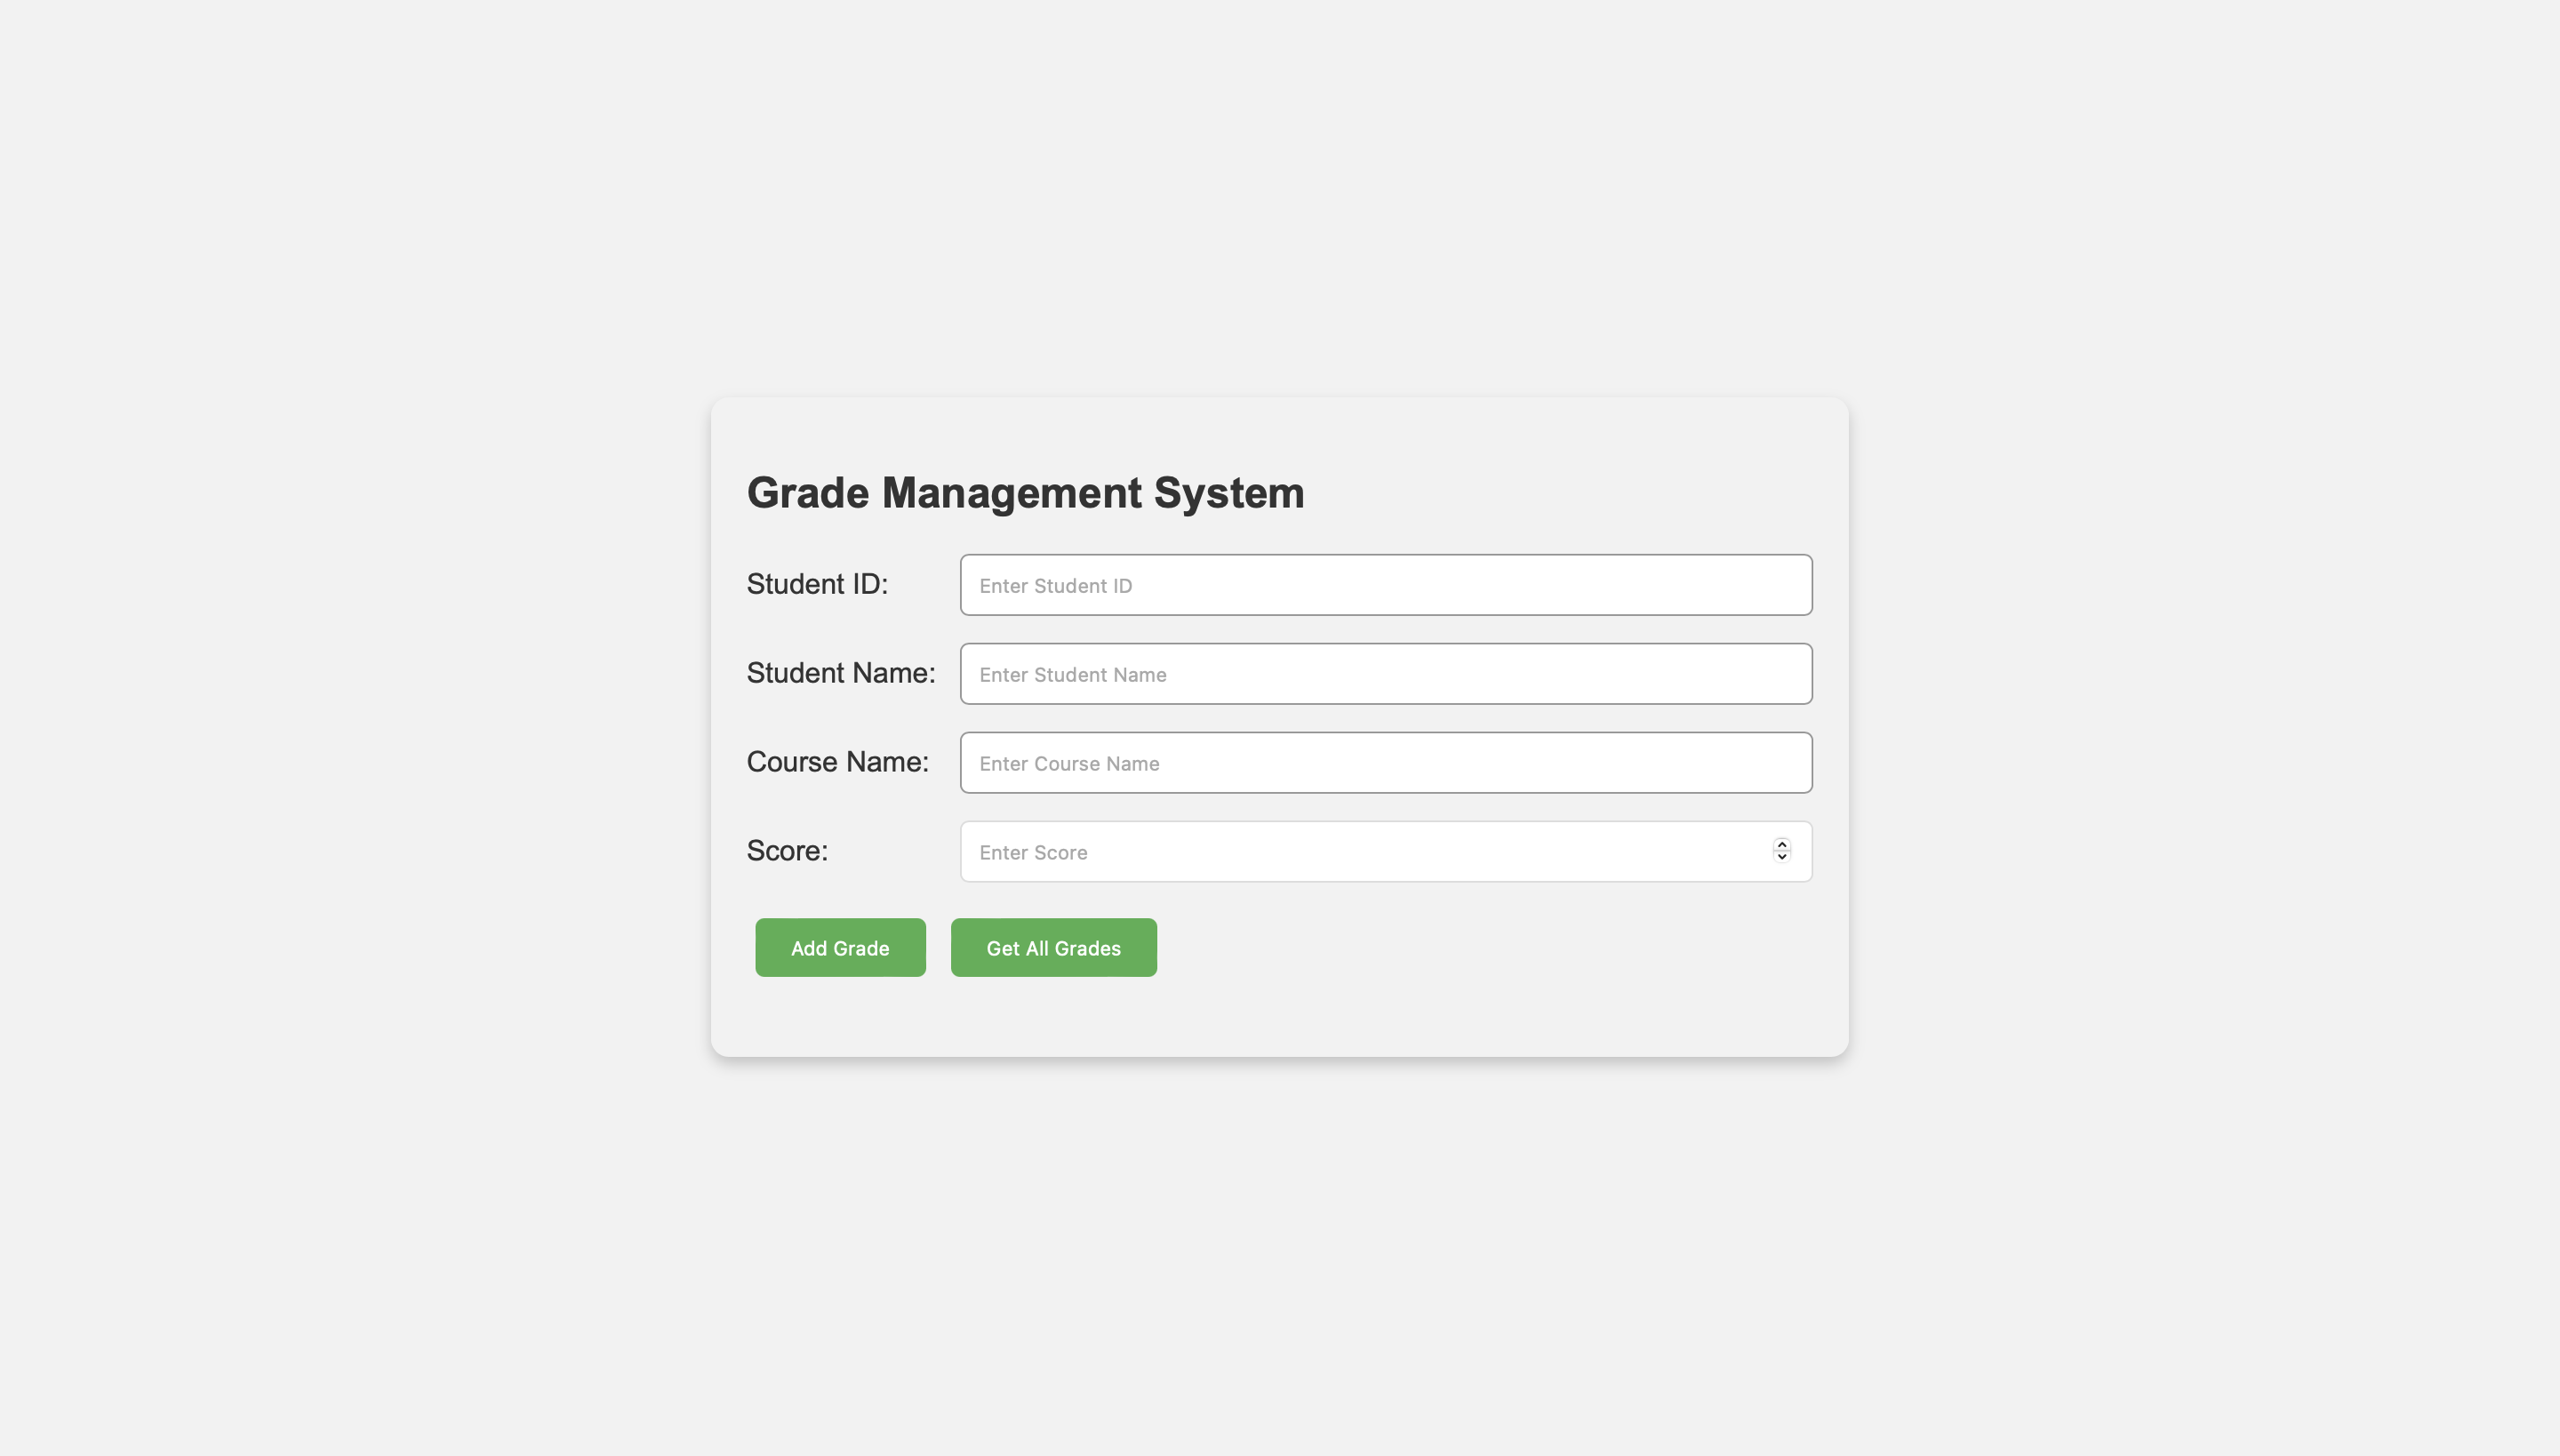 Grade Management System
Student ID: Enter Student ID
Student Name: Enter Student Name
Course Name: Enter Course Name
Score: Enter Score
Add Grade Get All Grades